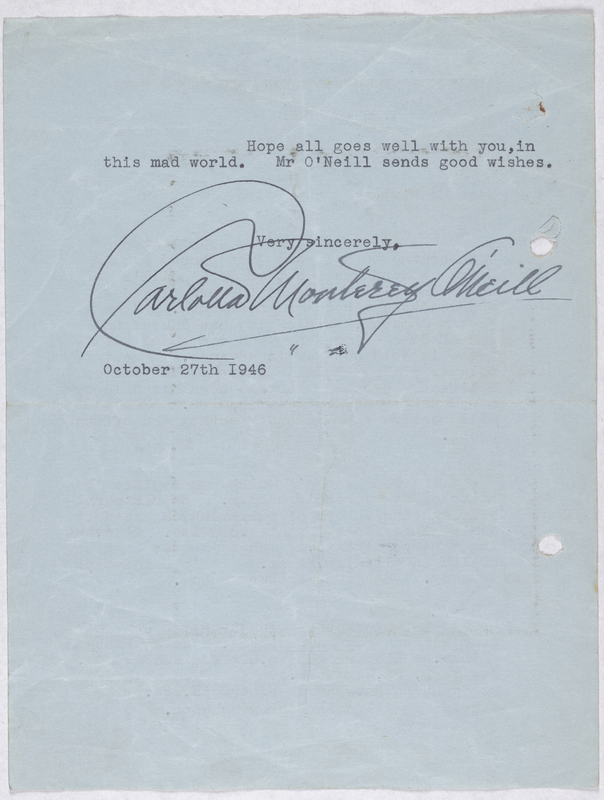 Hope all goes well with you,in
this mad world.   Mr O'Neill sends good wishes.
Very sincerely,
Carlotta Monterey O'Neill
October 27th I946